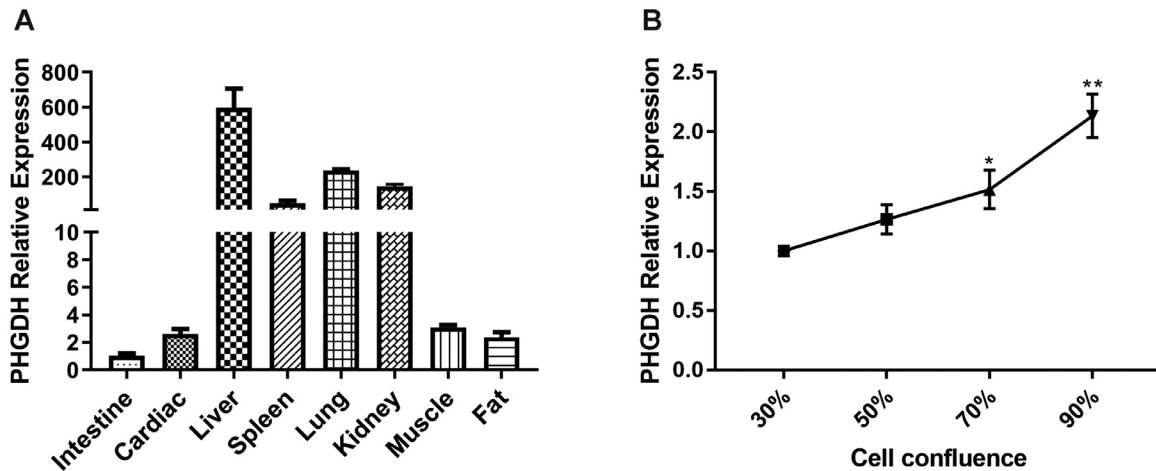 A
PHGDH Relative Expression
800
600
400
200
10
8
6
4
2
0
Intestine
Cardiac
Liver
Spleen
Lung
Kidney
Muscle
Fat
B
PHGDH Relative Expression
2.5
2.0
1.5
1.0
0.5
0.0
*
**
30%
50%
70%
90%
Cell confluence